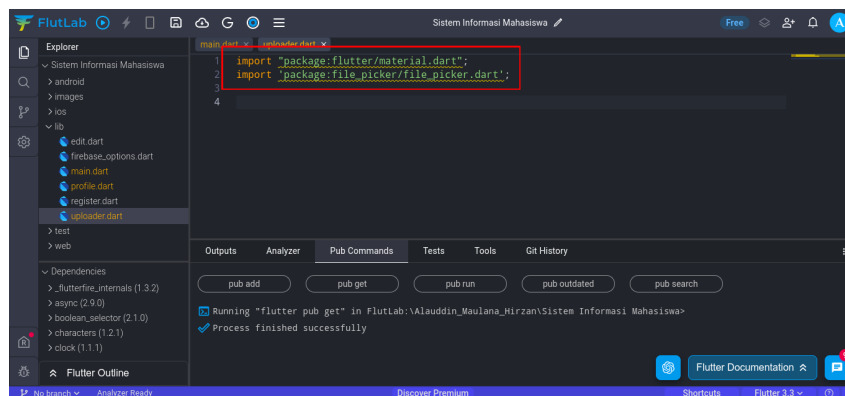 FlutLab
Sistem Informasi Mahasiswa
Free
A
Explorer
Sistem Informasi Mahasiswa
android
images
ios
lib
edit.dart
firebase_options.dart
main.dart
profile.dart
register.dart
uploader.dart
test
web
Dependencies
_flutterfire_internals (1.3.2)
async (2.9.0)
boolean_selector (2.1.0)
characters (1.2.1)
clock (1.1.1)
Flutter Outline
main.dart × uploader.dart ×
1 import "package:flutter/material.dart";
2 import 'package:file_picker/file_picker.dart';
3
4
Outputs Analyzer Pub Commands Tests Tools Git History
pub add pub get pub run pub outdated pub search
Running "flutter pub get" in FlutLab:\Alauddin_Maulana_Hirzan\Sistem Informasi Mahasiswa>
Process finished successfully
Flutter Documentation
No branch Analyzer Ready Discover Premium Shortcuts Flutter 3.3